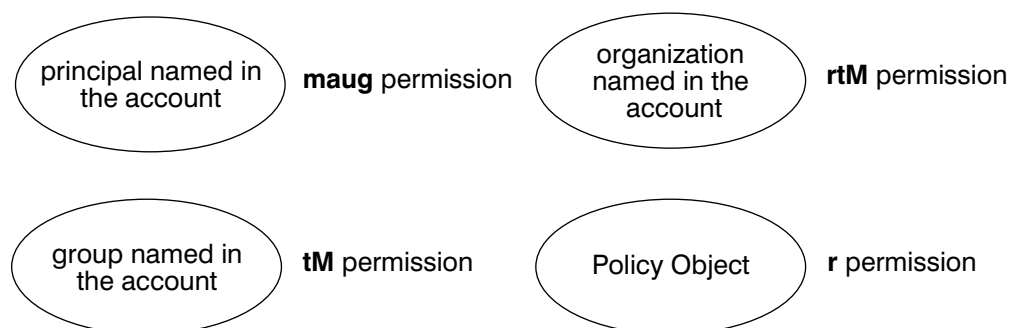 principal named in
the account
maug permission
organization
named in the
account
rtM permission
group named in
the account
tM permission
Policy Object
r permission